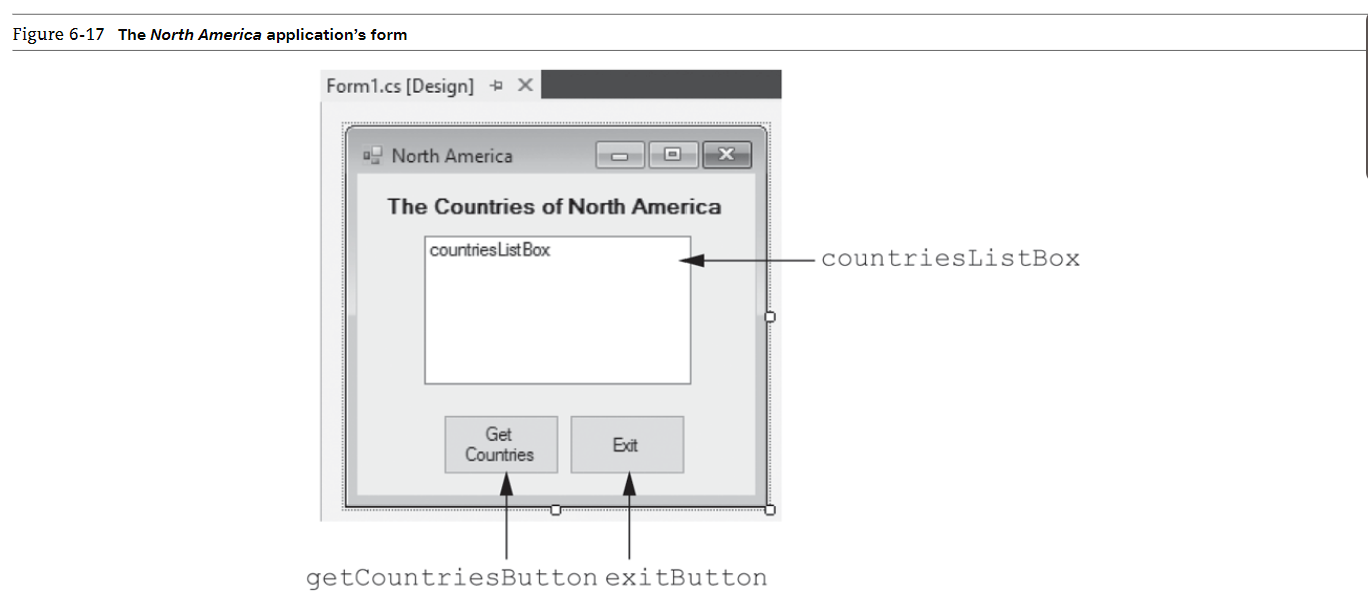 Figure 6-17 The North America application's form
Form1.cs [Design]
North America
The Countries of North America
countriesListBox
countriesListBox
Get
Countries
Exit
getCountriesButton exitButton